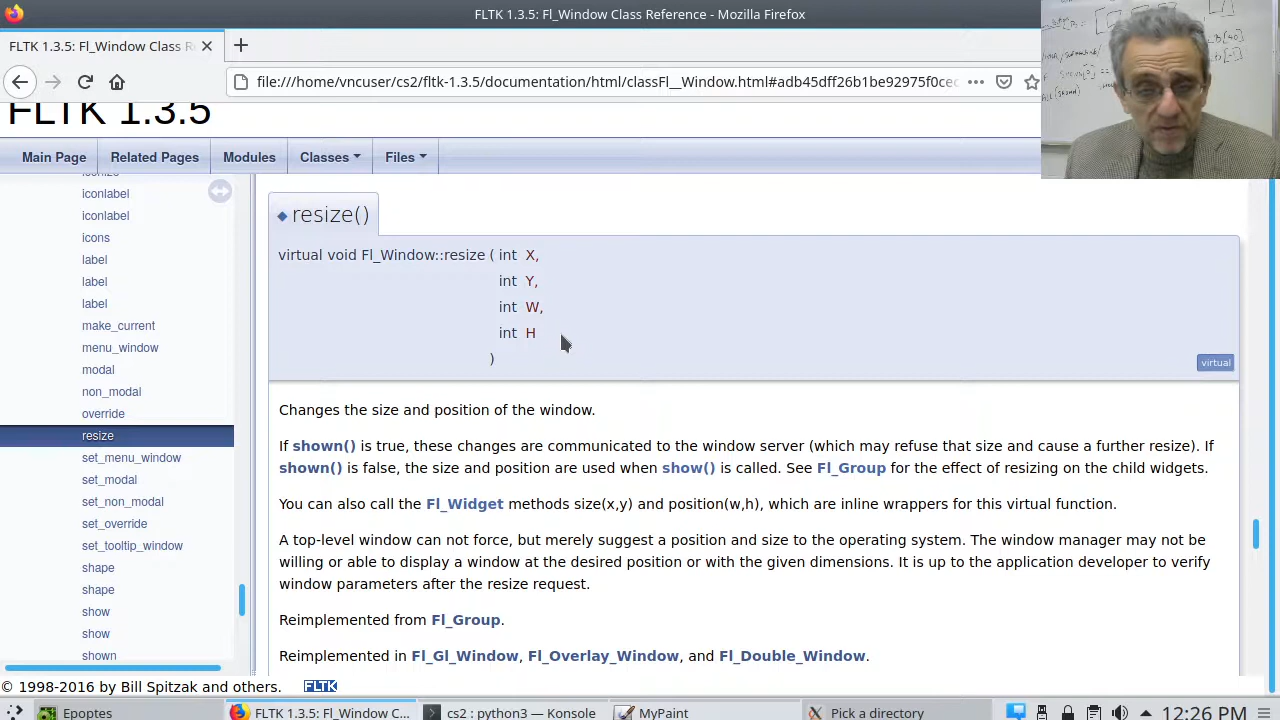 FLTK 1.3.5: Fl_Window Class Reference - Mozilla Firefox
FLTK 1.3.5: Fl_Window Class R
file:///home/vncuser/cs2/fltk-1.3.5/documentation/html/classFl__Window.html#adb45dff26b1be92975f0cec
FLTK 1.3.5
Main Page
Related Pages
Modules
Classes
Files
iconize
iconlabel
iconlabel
icons
label
label
label
make_current
menu_window
modal
non_modal
override
resize
set_menu_window
set_modal
set_non_modal
set_override
set_tooltip_window
shape
shape
show
show
shown
◆ resize()
virtual void Fl_Window::resize ( int X,
int Y,
int W,
int H
)
virtual
Changes the size and position of the window.
If shown() is true, these changes are communicated to the window server (which may refuse that size and cause a further resize). If
shown() is false, the size and position are used when show() is called. See Fl_Group for the effect of resizing on the child widgets.
You can also call the Fl_Widget methods size(x,y) and position(w,h), which are inline wrappers for this virtual function.
A top-level window can not force, but merely suggest a position and size to the operating system. The window manager may not be
willing or able to display a window at the desired position or with the given dimensions. It is up to the application developer to verify
window parameters after the resize request.
Reimplemented from Fl_Group.
Reimplemented in Fl_Gl_Window, Fl_Overlay_Window, and Fl_Double_Window.
© 1998-2016 by Bill Spitzak and others.
FLTK
Epoptes
FLTK 1.3.5: Fl_Window C...
cs2 : python3 — Konsole
MyPaint
Pick a directory
12:26 PM